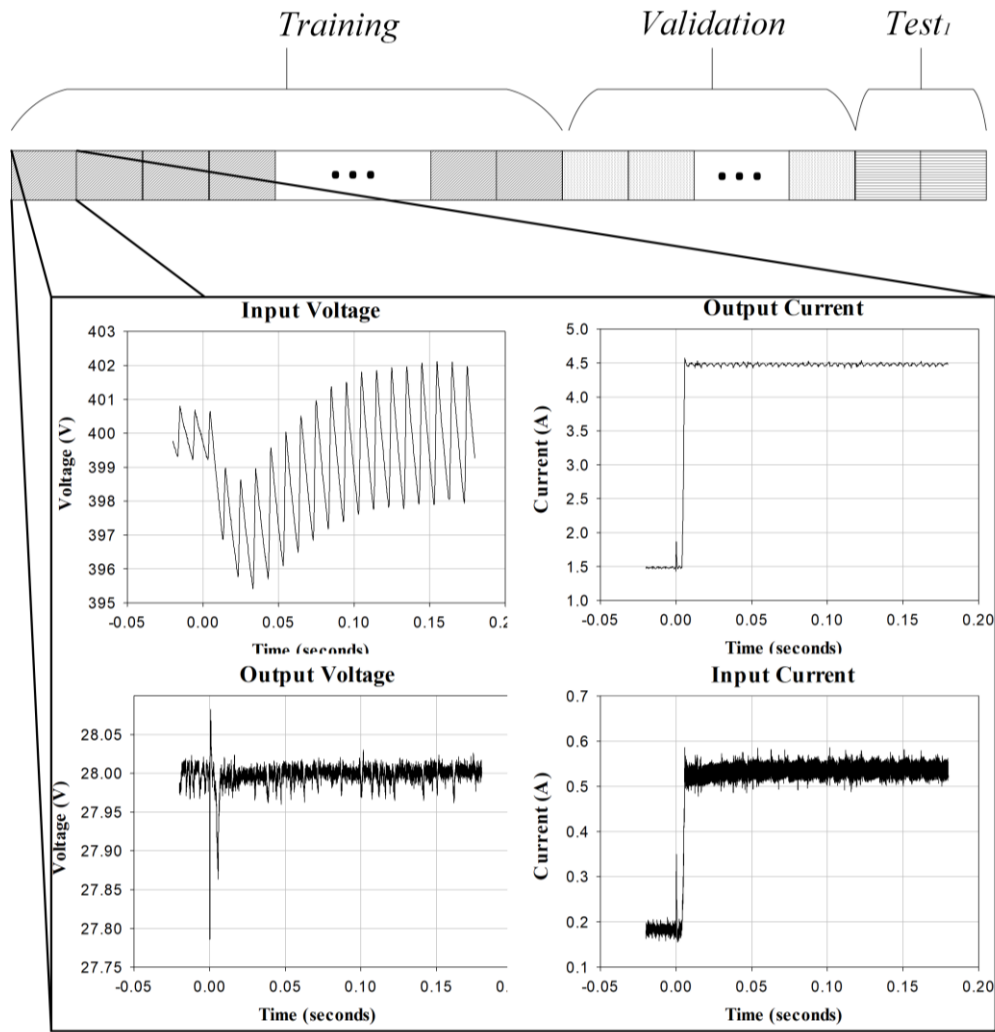 Training Validation Test1
Input Voltage
403
402
401
400
399
398
397
396
395
Voltage (V)
-0.05 0.00 0.05 0.10 0.15 0.2
Time (seconds)
Output Current
5.0
4.5
4.0
3.5
3.0
2.5
2.0
1.5
1.0
Current (A)
-0.05 0.00 0.05 0.10 0.15 0.20
Time (seconds)
Output Voltage
28.05
28.00
27.95
27.90
27.85
27.80
27.75
Voltage (V)
-0.05 0.00 0.05 0.10 0.15 0.
Time (seconds)
Input Current
0.7
0.6
0.5
0.4
0.3
0.2
0.1
Current (A)
-0.05 0.00 0.05 0.10 0.15 0.20
Time (seconds)